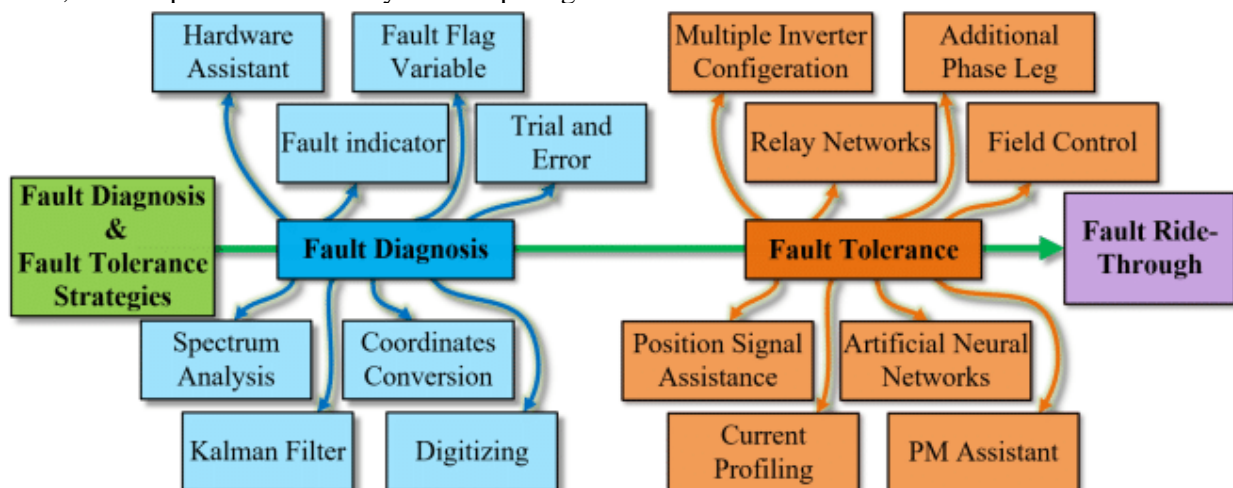 Hardware
Assistant
Fault Flag
Variable
Multiple Inverter
Configeration
Additional
Phase Leg
Fault indicator
Trial and
Error
Relay Networks
Field Control
Fault Diagnosis
&
Fault Tolerance
Strategies
Fault Diagnosis
Fault Tolerance
Fault Ride-
Through
Spectrum
Analysis
Coordinates
Conversion
Position Signal
Assistance
Artificial Neural
Networks
Kalman Filter
Digitizing
Current
Profiling
PM Assistant